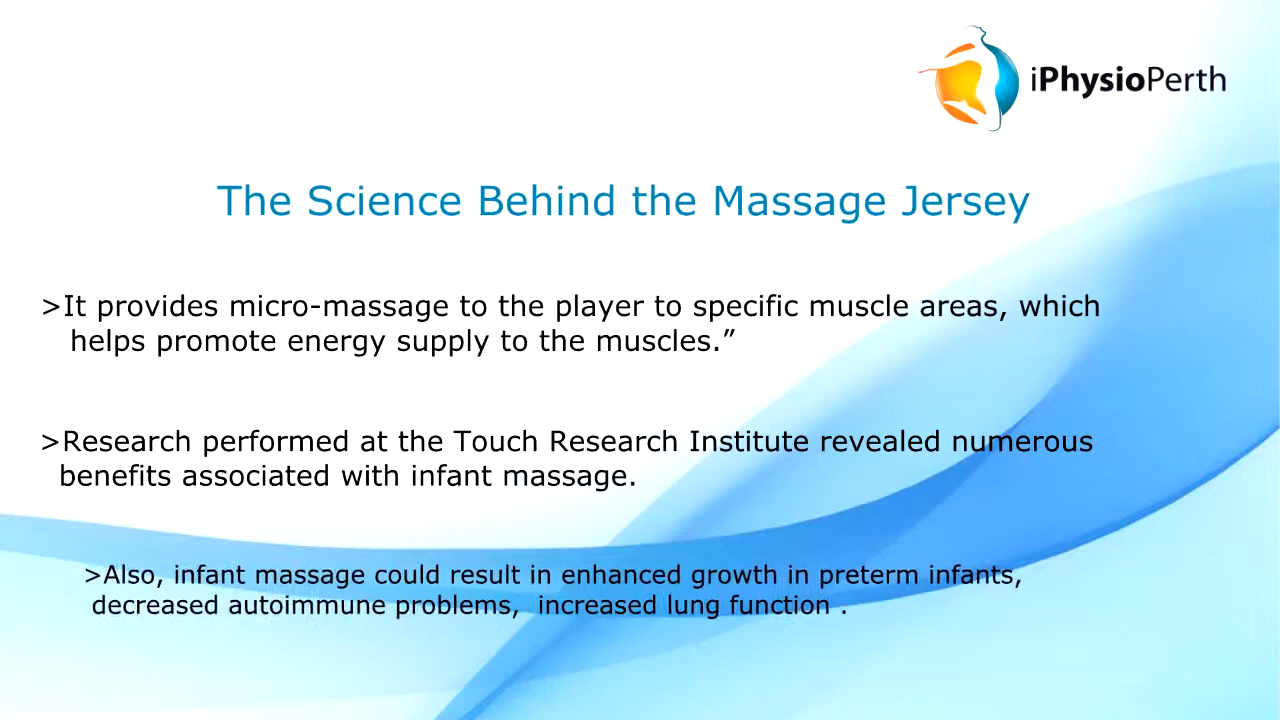 iPhysioPerth
The Science Behind the Massage Jersey
>It provides micro-massage to the player to specific muscle areas, which
helps promote energy supply to the muscles.”
>Research performed at the Touch Research Institute revealed numerous
benefits associated with infant massage.
>Also, infant massage could result in enhanced growth in preterm infants,
decreased autoimmune problems,  increased lung function .